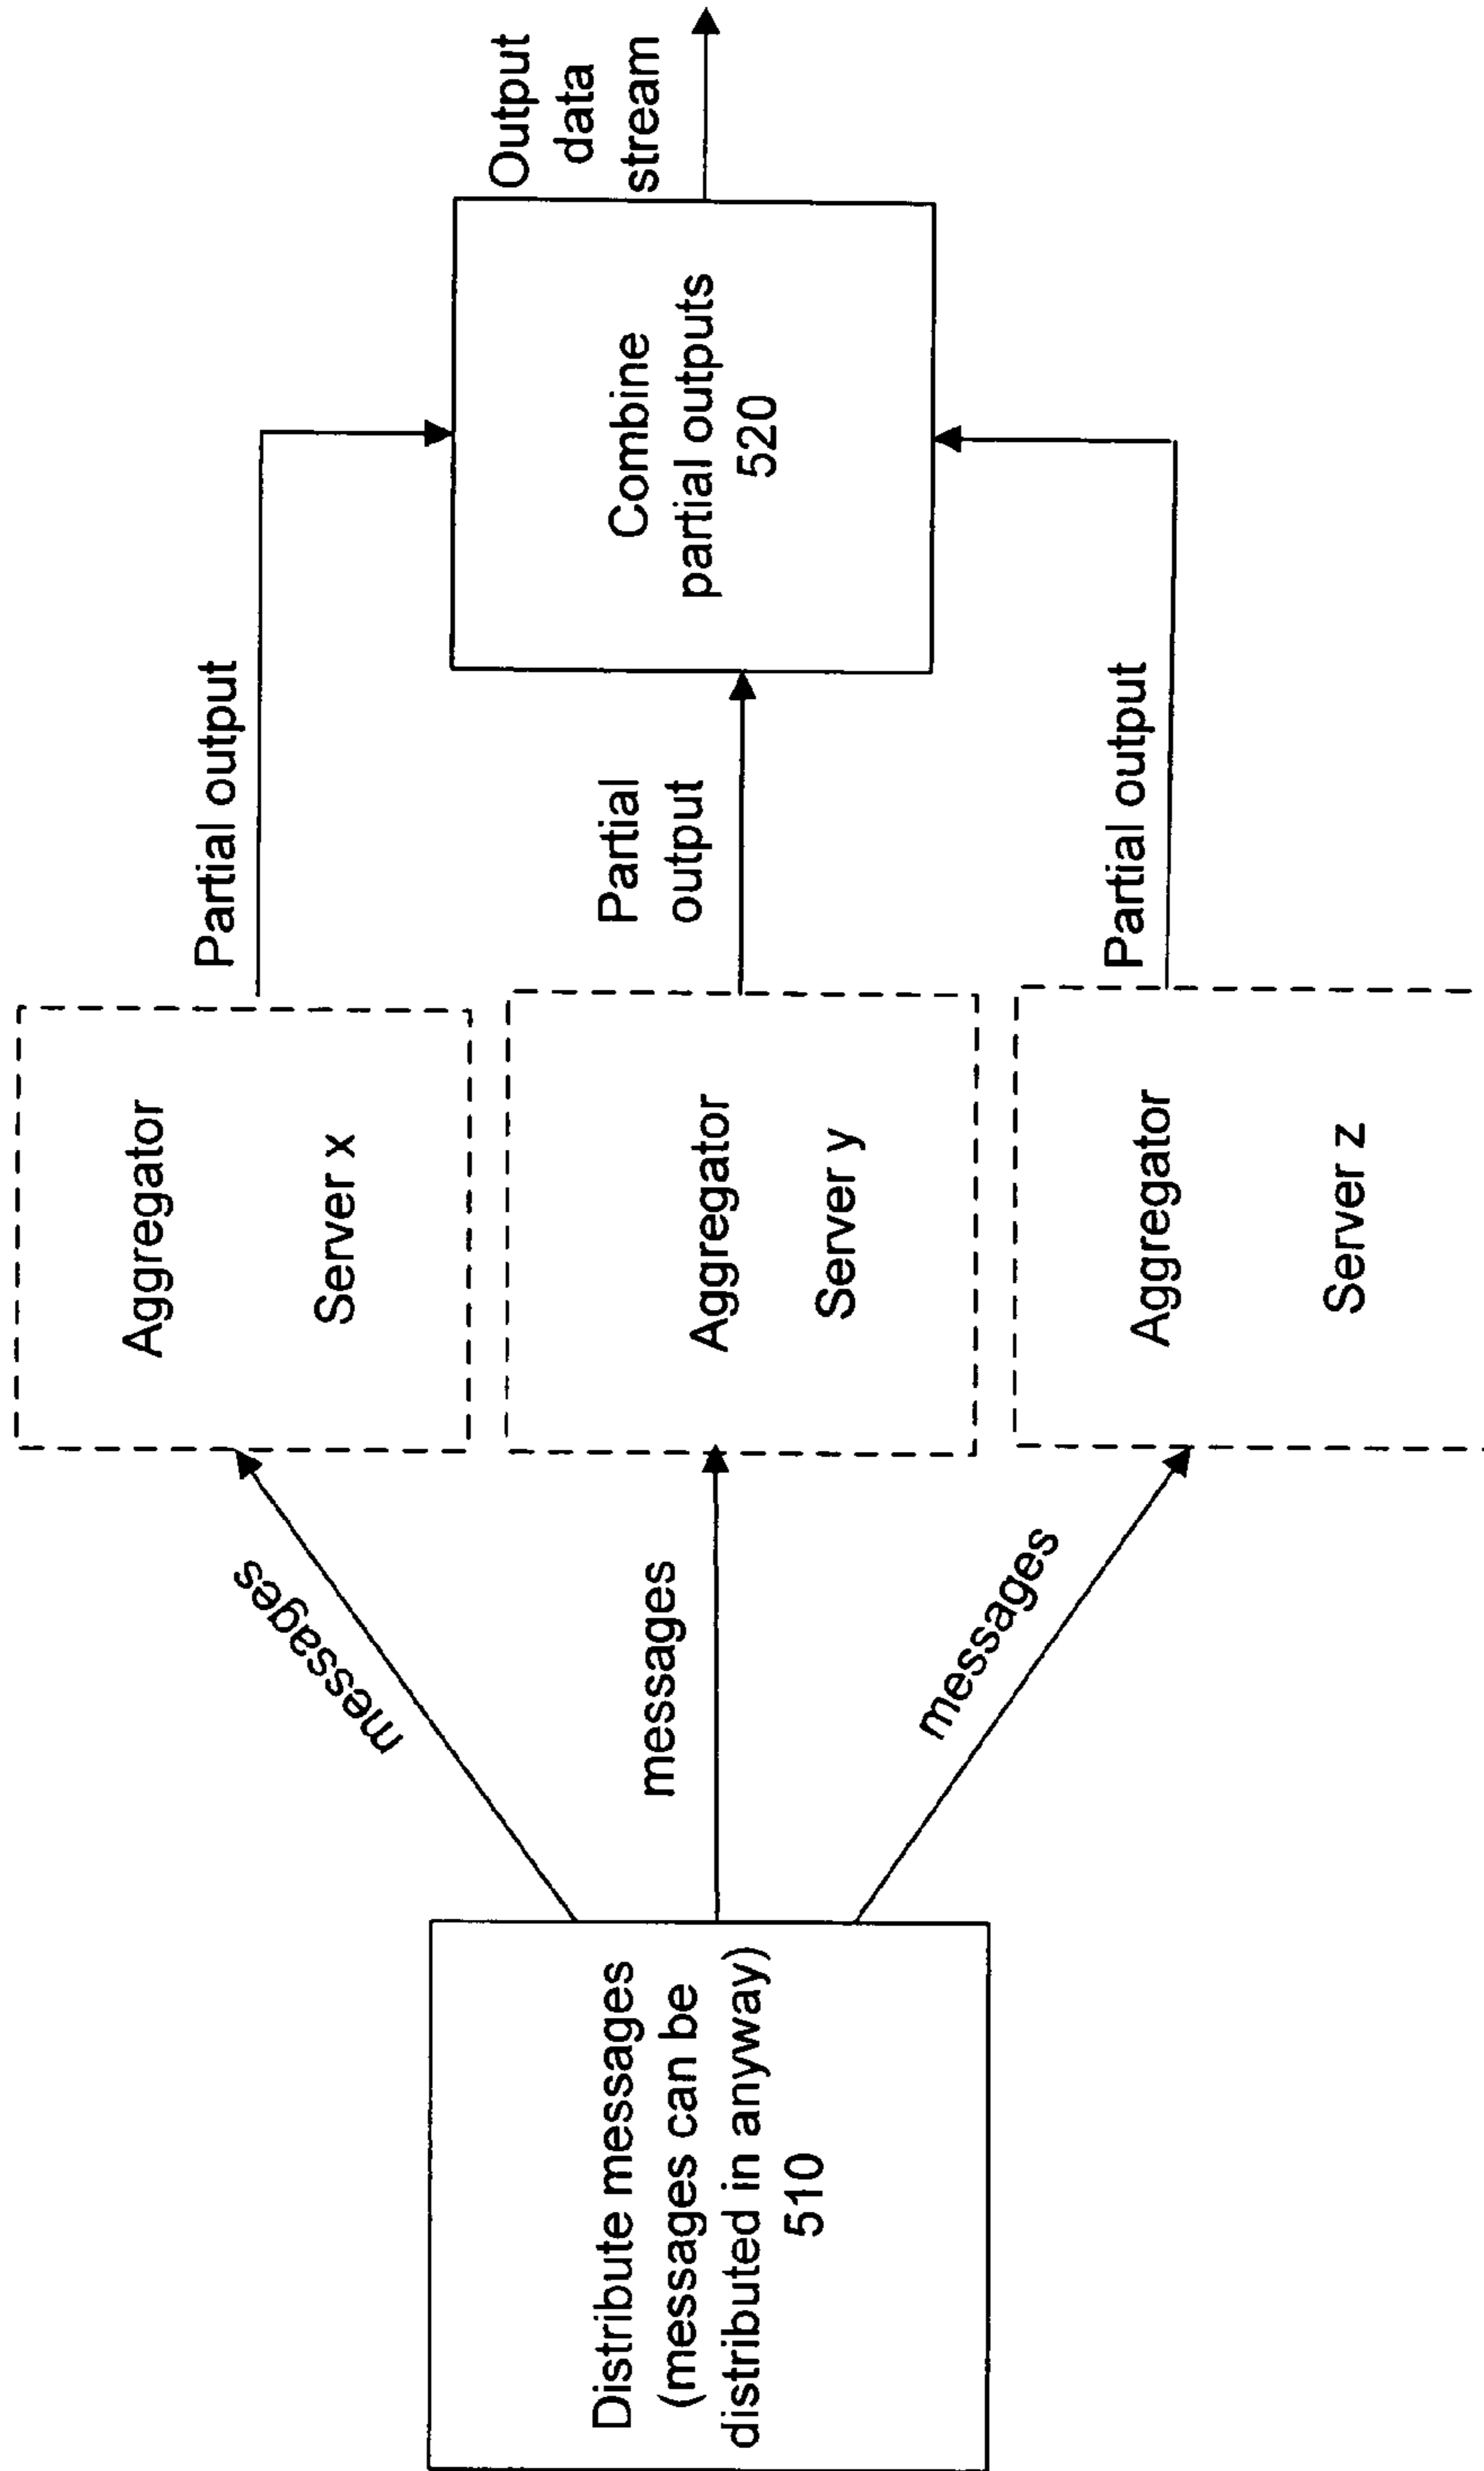 Distribute messages
(messages can be
distributed in anyway)
510
messages
messages
messages
Aggregator
Server x
Aggregator
Server y
Aggregator
Server z
Partial output
Partial
output
Partial output
Combine
partial outputs
520
Output
data
stream